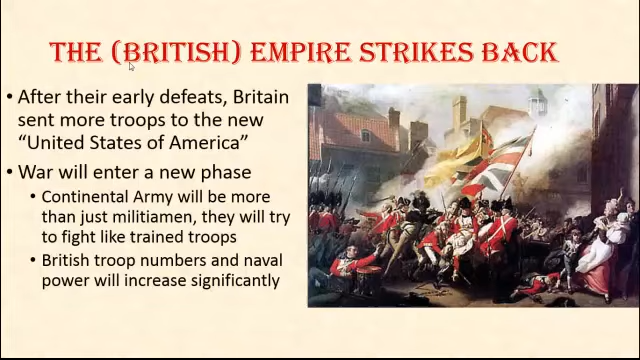 THE (BRITISH) EMPIRE STRIKES BACK
• After their early defeats, Britain
sent more troops to the new
“United States of America”
• War will enter a new phase
• Continental Army will be more
than just militiamen, they will try
to fight like trained troops
• British troop numbers and naval
power will increase significantly